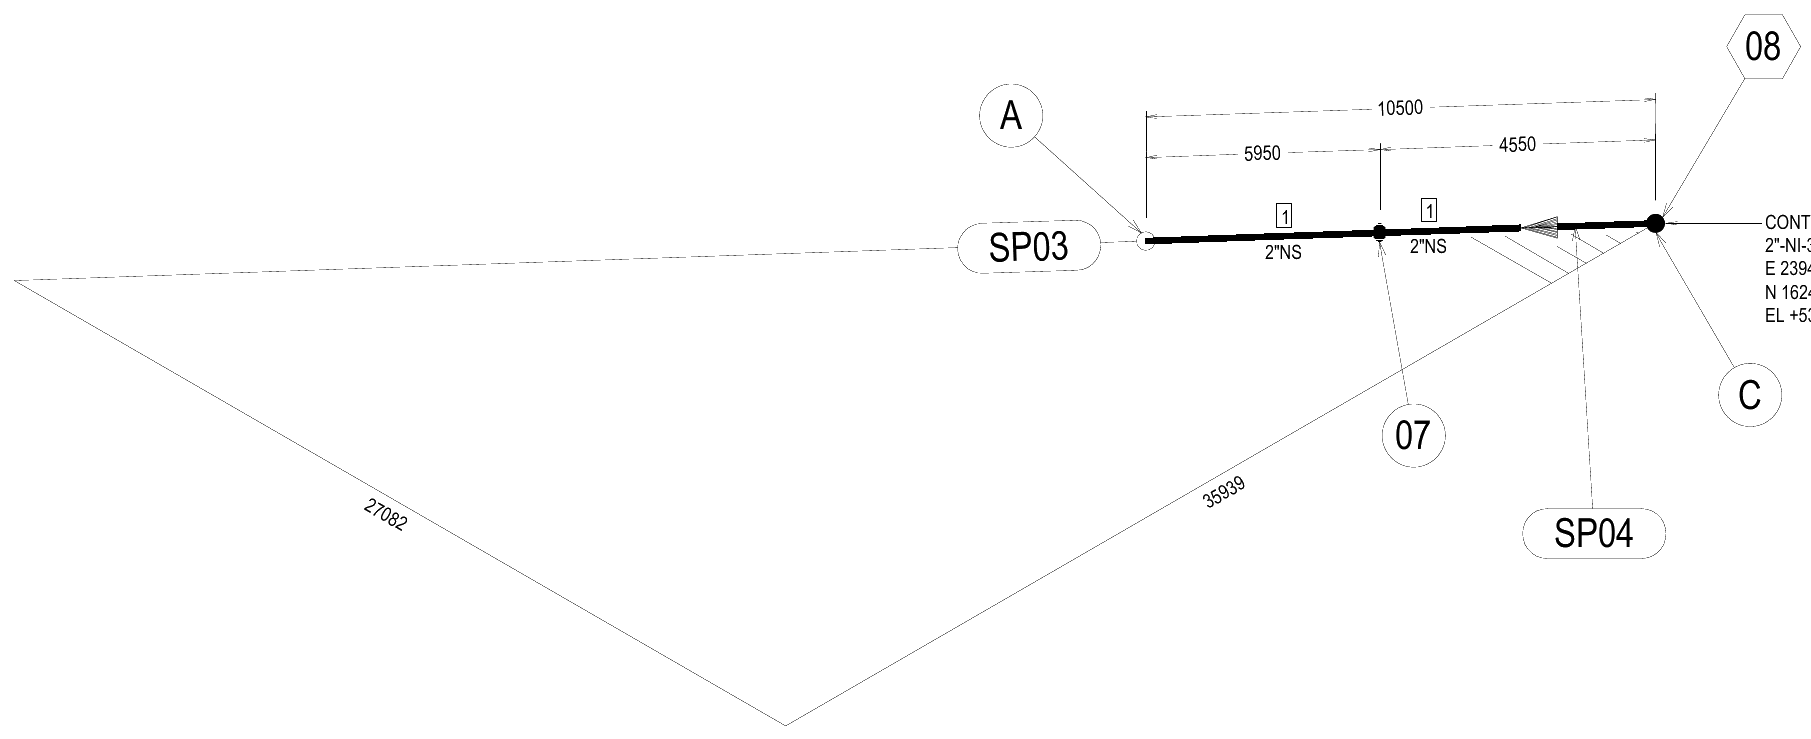 08
A
10500
5950
4550
1
1
SP03
2"NS
2"NS
CONT
2"-NI-3
E 2394
N 1624
EL +53
C
07
27082
35939
SP04